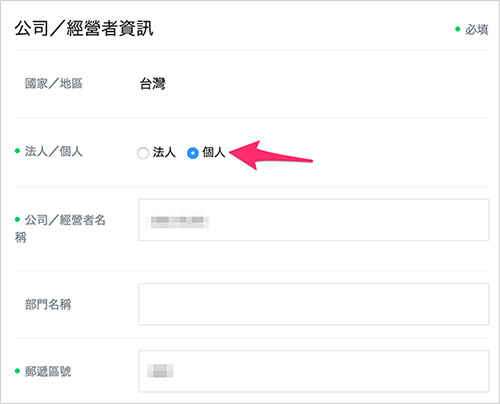 公司／經營者資訊
必填
國家／地區
台灣
法人／個人
法人
個人
公司／經營者名
稱
部門名稱
郵遞區號